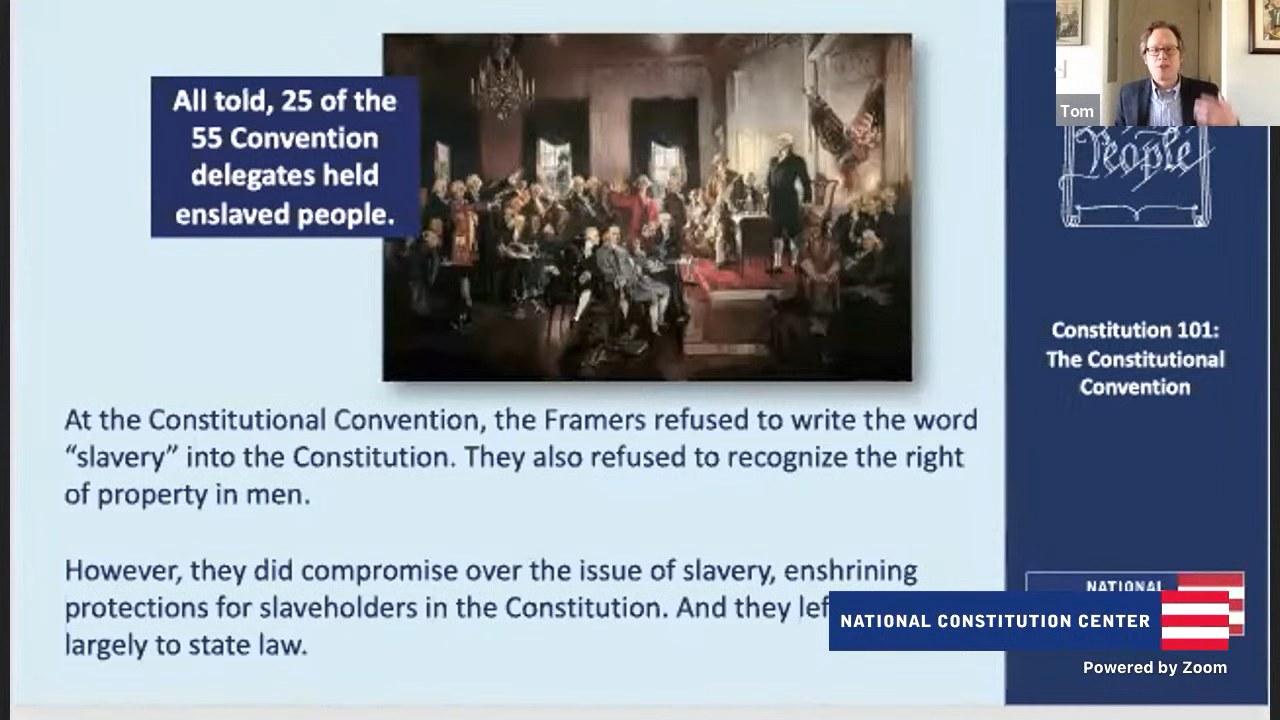 All told, 25 of the
55 Convention
delegates held
enslaved people.
Tom
People
Constitution 101:
The Constitutional
Convention
At the Constitutional Convention, the Framers refused to write the word
“slavery” into the Constitution. They also refused to recognize the right
of property in men.
However, they did compromise over the issue of slavery, enshrining
protections for slaveholders in the Constitution. And they
largely to state law.
NATIONAL
NATIONAL CONSTITUTION CENTER
Powered by Zoom